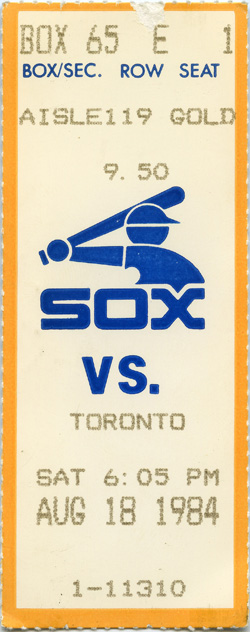 BOX 65 E 1
BOX/SEC. ROW SEAT
AISLE119 GOLD
9.50
SOX
VS.
TORONTO
SAT 6:05 PM
AUG 18 1984
1-11310